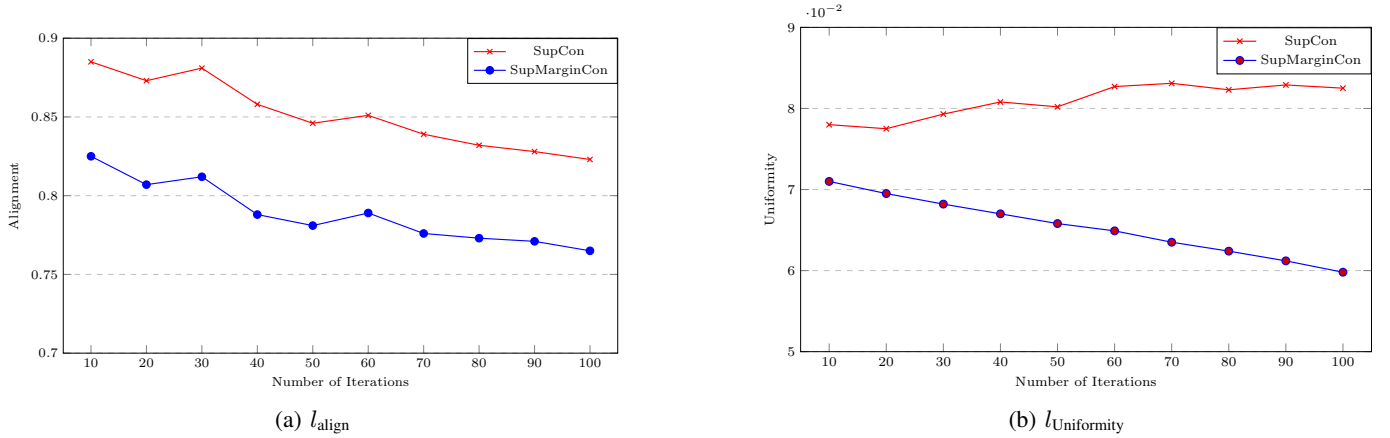 0.9
0.85
0.8
0.75
0.7
Alignment
10 20 30 40 50 60 70 80 90 100
Number of Iterations
SupCon
SupMarginCon
(a) l_align
·10⁻²
9
8
7
6
5
Uniformity
10 20 30 40 50 60 70 80 90 100
Number of Iterations
SupCon
SupMarginCon
(b) l_Uniformity